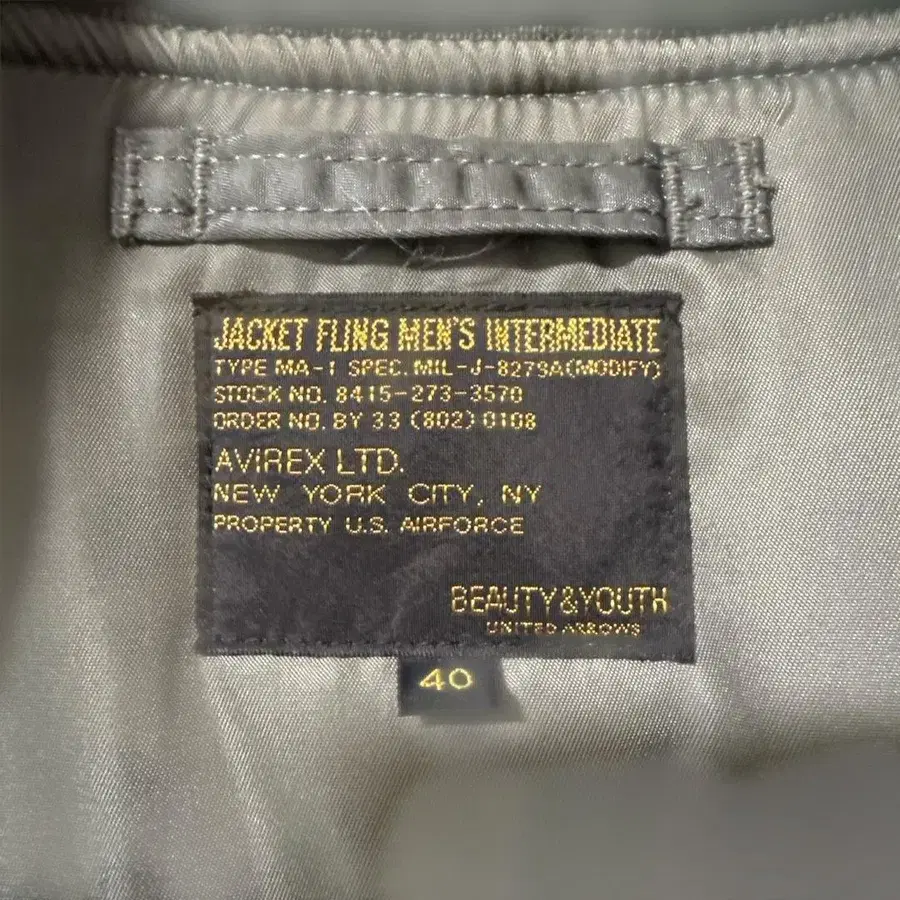 JACKET FLING MEN'S INTERMEDIATE
TYPE MA-1 SPEC. MIL-J-8279A(MODIFY)
STOCK NO. 8415-273-3570
ORDER NO. BY 33 (802) 0108
AVIREX LTD.
NEW YORK CITY, NY
PROPERTY U.S. AIRFORCE
BEAUTY&YOUTH
UNITED ARROWS
40